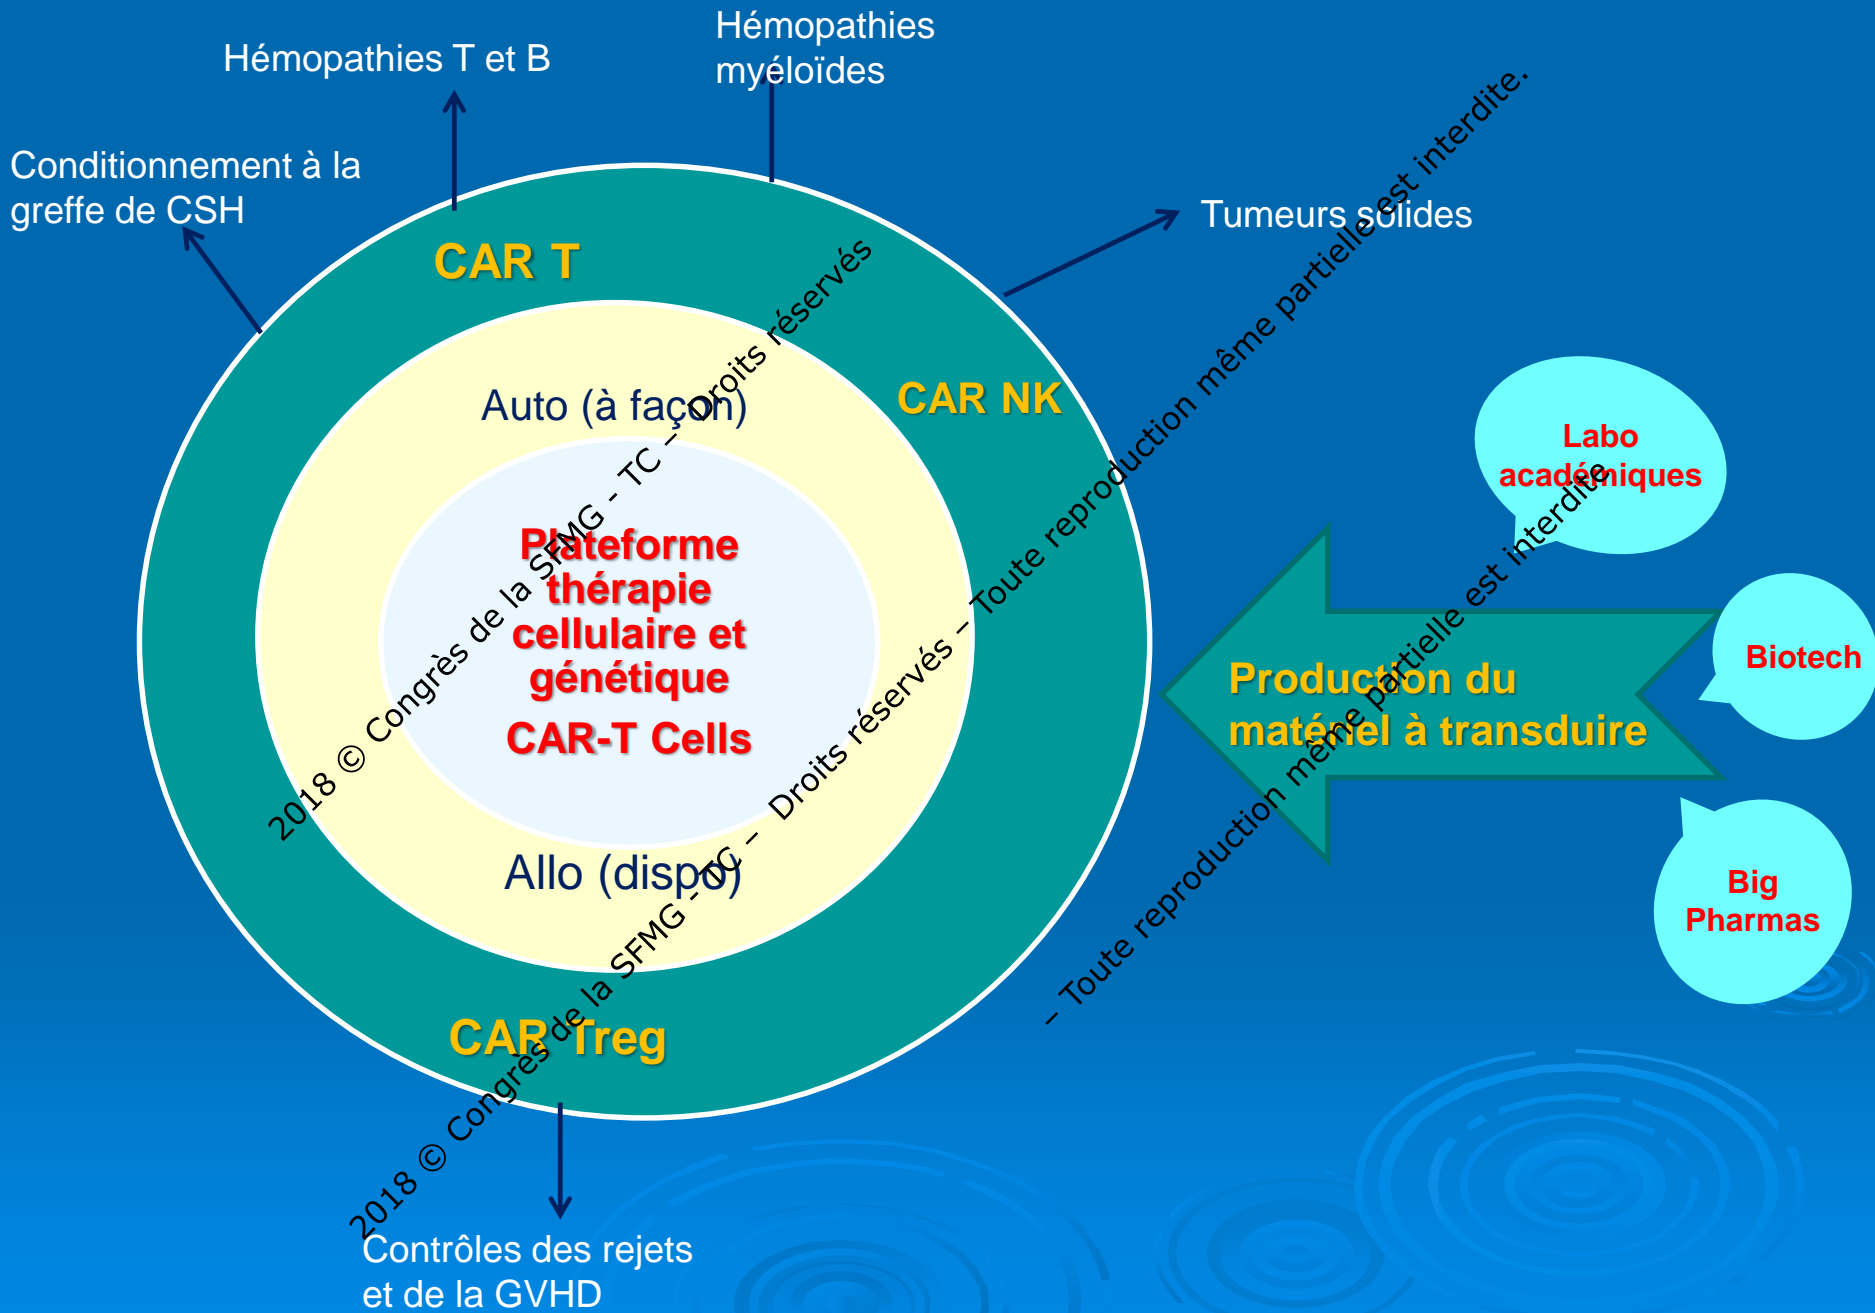 Hémopathies
myéloïdes
Hémopathies T et B
Conditionnement à la
greffe de CSH
Tumeurs solides
CAR T
CAR NK
Auto (à façon)
Plateforme
thérapie
cellulaire et
génétique
CAR-T Cells
Allo (dispo)
CAR Treg
Contrôles des rejets
et de la GVHD
Labo
académiques
Biotech
Big
Pharmas
Production du
matériel à transduire
2018 © Congrès de la SFMG - TC – Droits réservés
– Toute reproduction même partielle est interdite
2018 © Congrès de la SFMG - TC – Droits réservés – Toute reproduction même partielle est interdite.